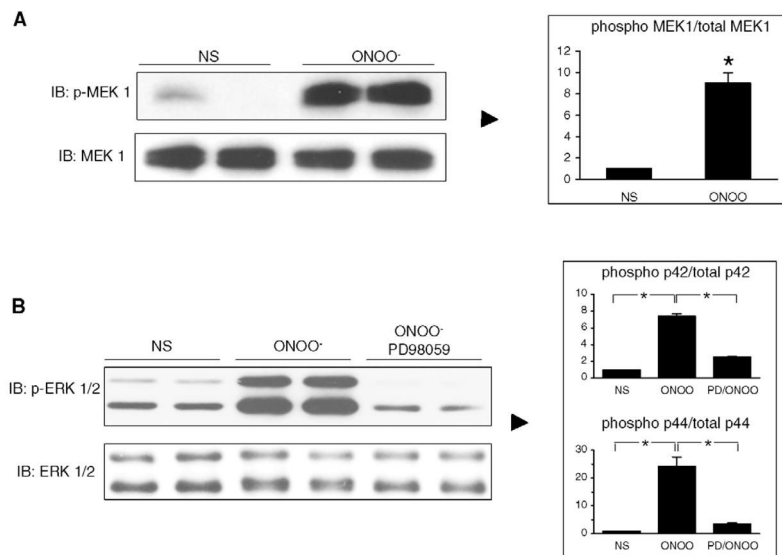 A
NS
ONOO-
IB: p-MEK 1
IB: MEK 1
phospho MEK1/total MEK1
12
10
8
6
4
2
0
*
NS
ONOO
B
NS
ONOO-
ONOO-
PD98059
IB: p-ERK 1/2
IB: ERK 1/2
phospho p42/total p42
10
8
6
4
2
0
* *
NS
ONOO
PD/ONOO
phospho p44/total p44
30
25
20
15
10
5
0
* *
NS
ONOO
PD/ONOO